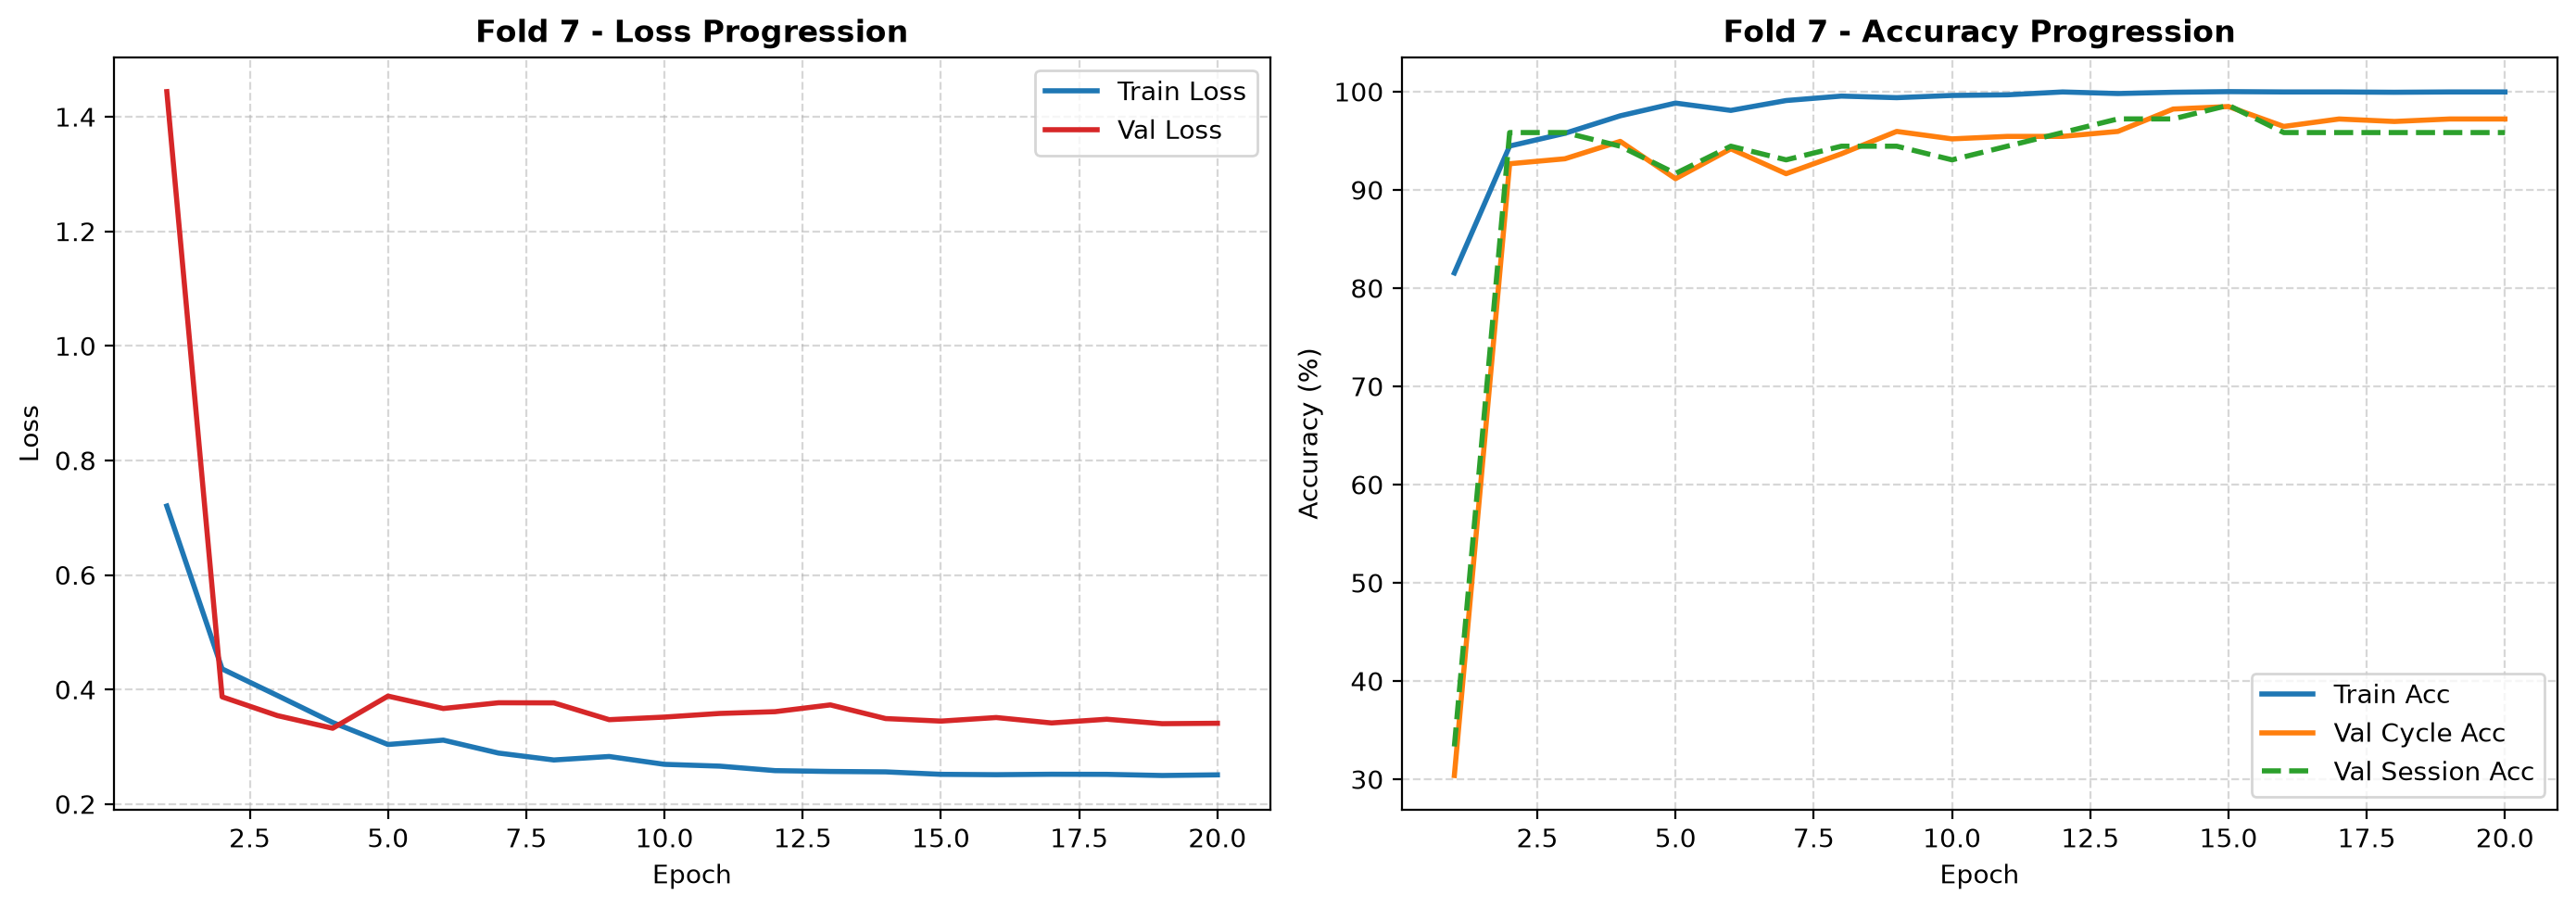 Fold 7 - Loss Progression
Train Loss
Val Loss
1.4
1.2
1.0
0.8
0.6
0.4
0.2
Loss
2.5 5.0 7.5 10.0 12.5 15.0 17.5 20.0
Epoch
Fold 7 - Accuracy Progression
100
90
80
70
60
50
40
30
Accuracy (%)
Train Acc
Val Cycle Acc
Val Session Acc
2.5 5.0 7.5 10.0 12.5 15.0 17.5 20.0
Epoch